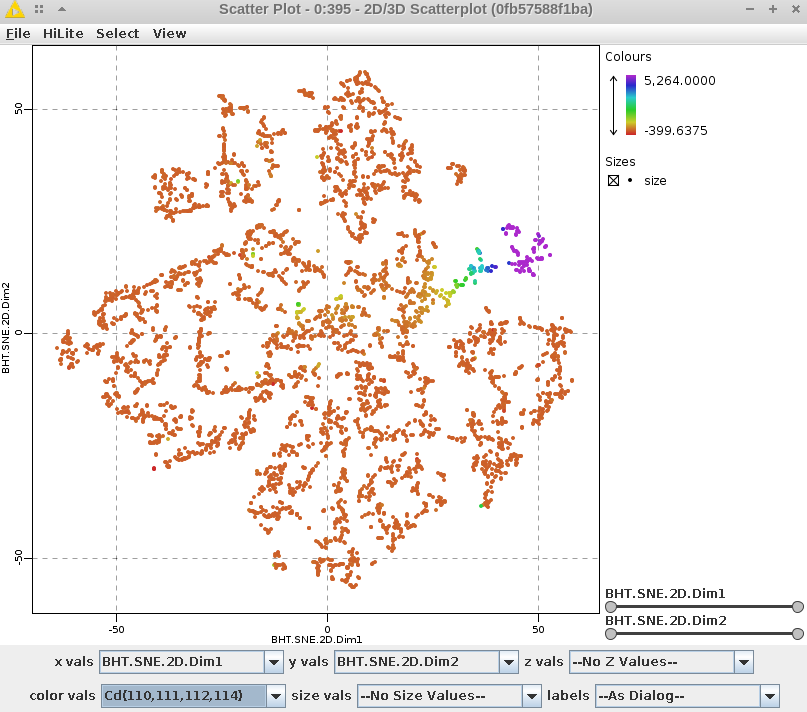 Scatter Plot - 0:395 - 2D/3D Scatterplot (0fb57588f1ba)
File HiLite Select View
Colours
5,264.0000
-399.6375
Sizes
size
50
0
-50
BHT.SNE.2D.Dim2
-50 0 50
BHT.SNE.2D.Dim1
BHT.SNE.2D.Dim1
BHT.SNE.2D.Dim2
x vals BHT.SNE.2D.Dim1 y vals BHT.SNE.2D.Dim2 z vals --No Z Values--
color vals Cd(110,111,112,114) size vals --No Size Values-- labels --As Dialog--